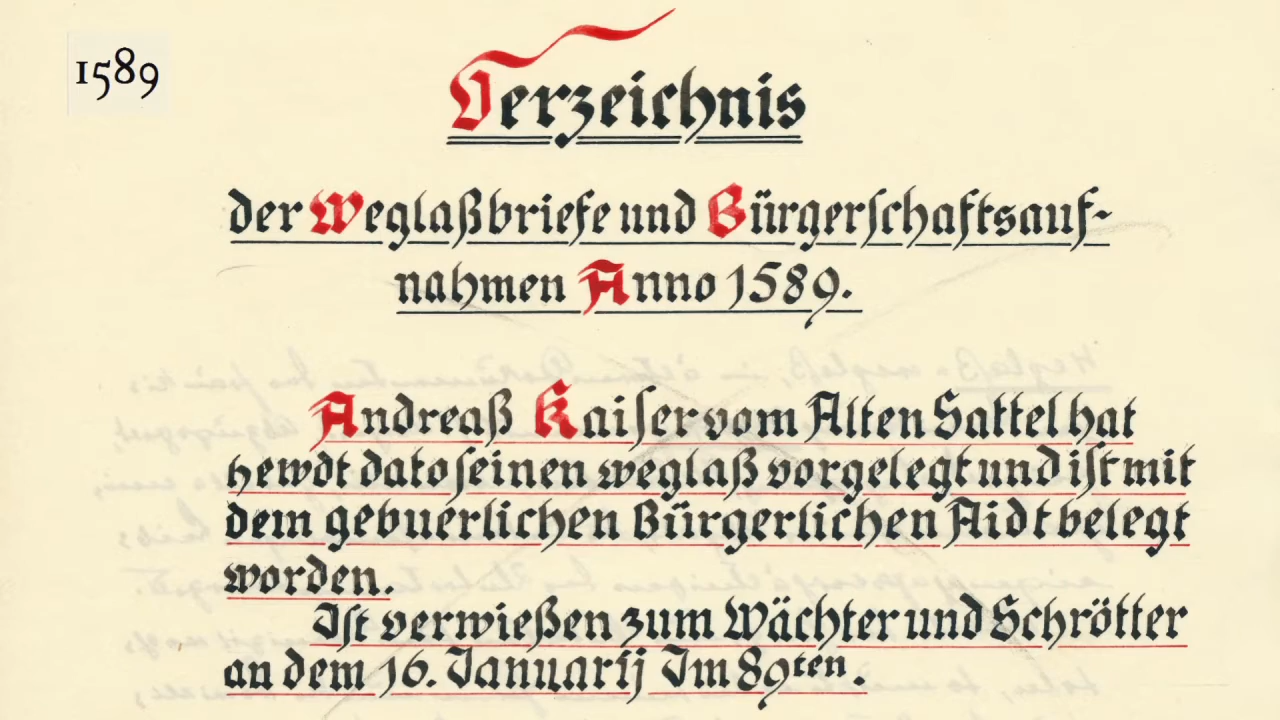 1589
Verzeichnis
der Weglaßbriefe und Bürgerschaftsauf-
nahmen Anno 1589.
Andreaß Kaiser vom Alten Sattel hat
hewdt dato seinen weglaß vorgelegt und ist mit
dem gebuerlichen Bürgerlichen Aidt belegt
worden.
Ist verwießen zum Wächter und Schrötter
an dem 16. Januarij Im 89ten.